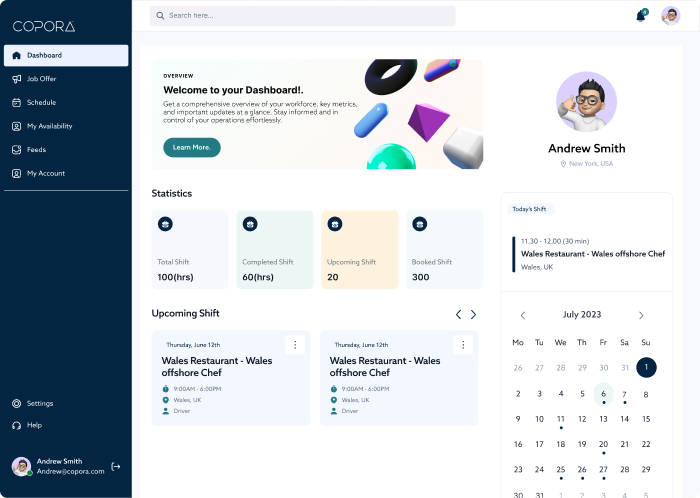 COPORA
Dashboard
Job Offer
Schedule
My Availability
Feeds
My Account
Settings
Help
Andrew Smith
Andrew@copora.com
Search here...
OVERVIEW
Welcome to your Dashboard!.
Get a comprehensive overview of your workforce, key metrics,
and important updates at a glance. Stay informed and in
control of your operations effortlessly.
Learn More.
Statistics
Total Shift
100(hrs)
Completed Shift
60(hrs)
Upcoming Shift
20
Booked Shift
300
Upcoming Shift
Thursday, June 12th
Wales Restaurant - Wales
offshore Chef
9:00AM - 6:00PM
Wales, UK
Driver
Thursday, June 12th
Wales Restaurant - Wales
offshore Chef
9:00AM - 6:00PM
Wales, UK
Driver
Andrew Smith
New York, USA
Today's Shift
11.30 - 12.00 (30 min)
Wales Restaurant - Wales offshore Chef
Wales, UK
July 2023
Mo Tu We Th Fr Sa Su
26 27 28 29 30 31 1
2 3 4 5 6 7 8
9 10 11 12 13 14 15
16 17 18 19 20 21 22
23 24 25 26 27 28 29
30 31 1 2 3 4 5